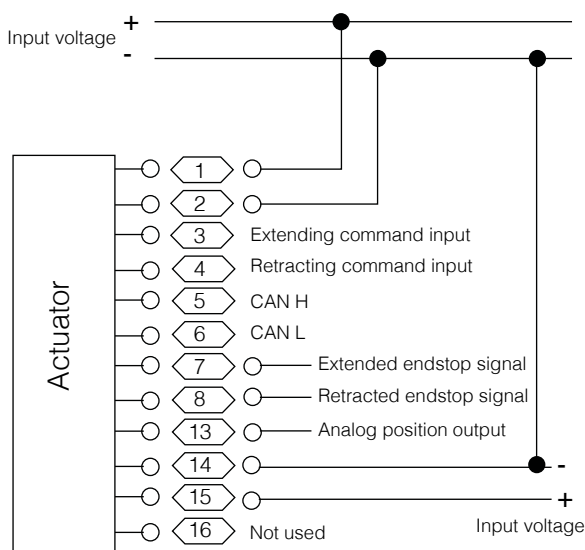 Input voltage
+
-
Actuator
1
2
3 Extending command input
4 Retracting command input
5 CAN H
6 CAN L
7 Extended endstop signal
8 Retracted endstop signal
13 Analog position output
14 -
15 +
Input voltage
16 Not used